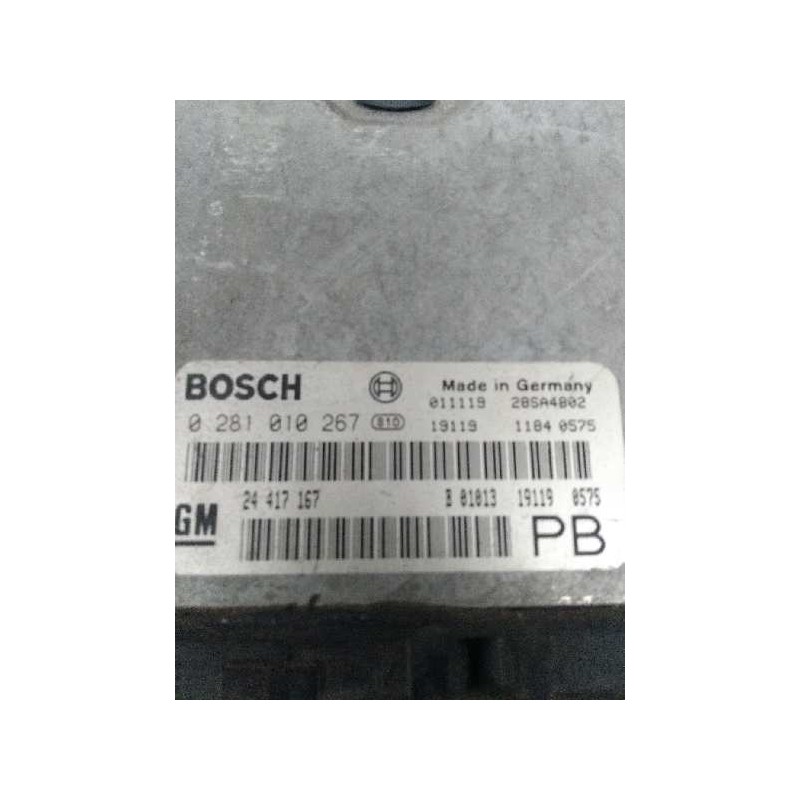 BOSCH Made in Germany
011119 28SA4802
0 281 010 267 810 19119 1184 0575
24 417 167 B 01013 19119 0575
GM PB